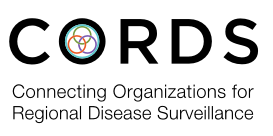 CORDS
Connecting Organizations for
Regional Disease Surveillance